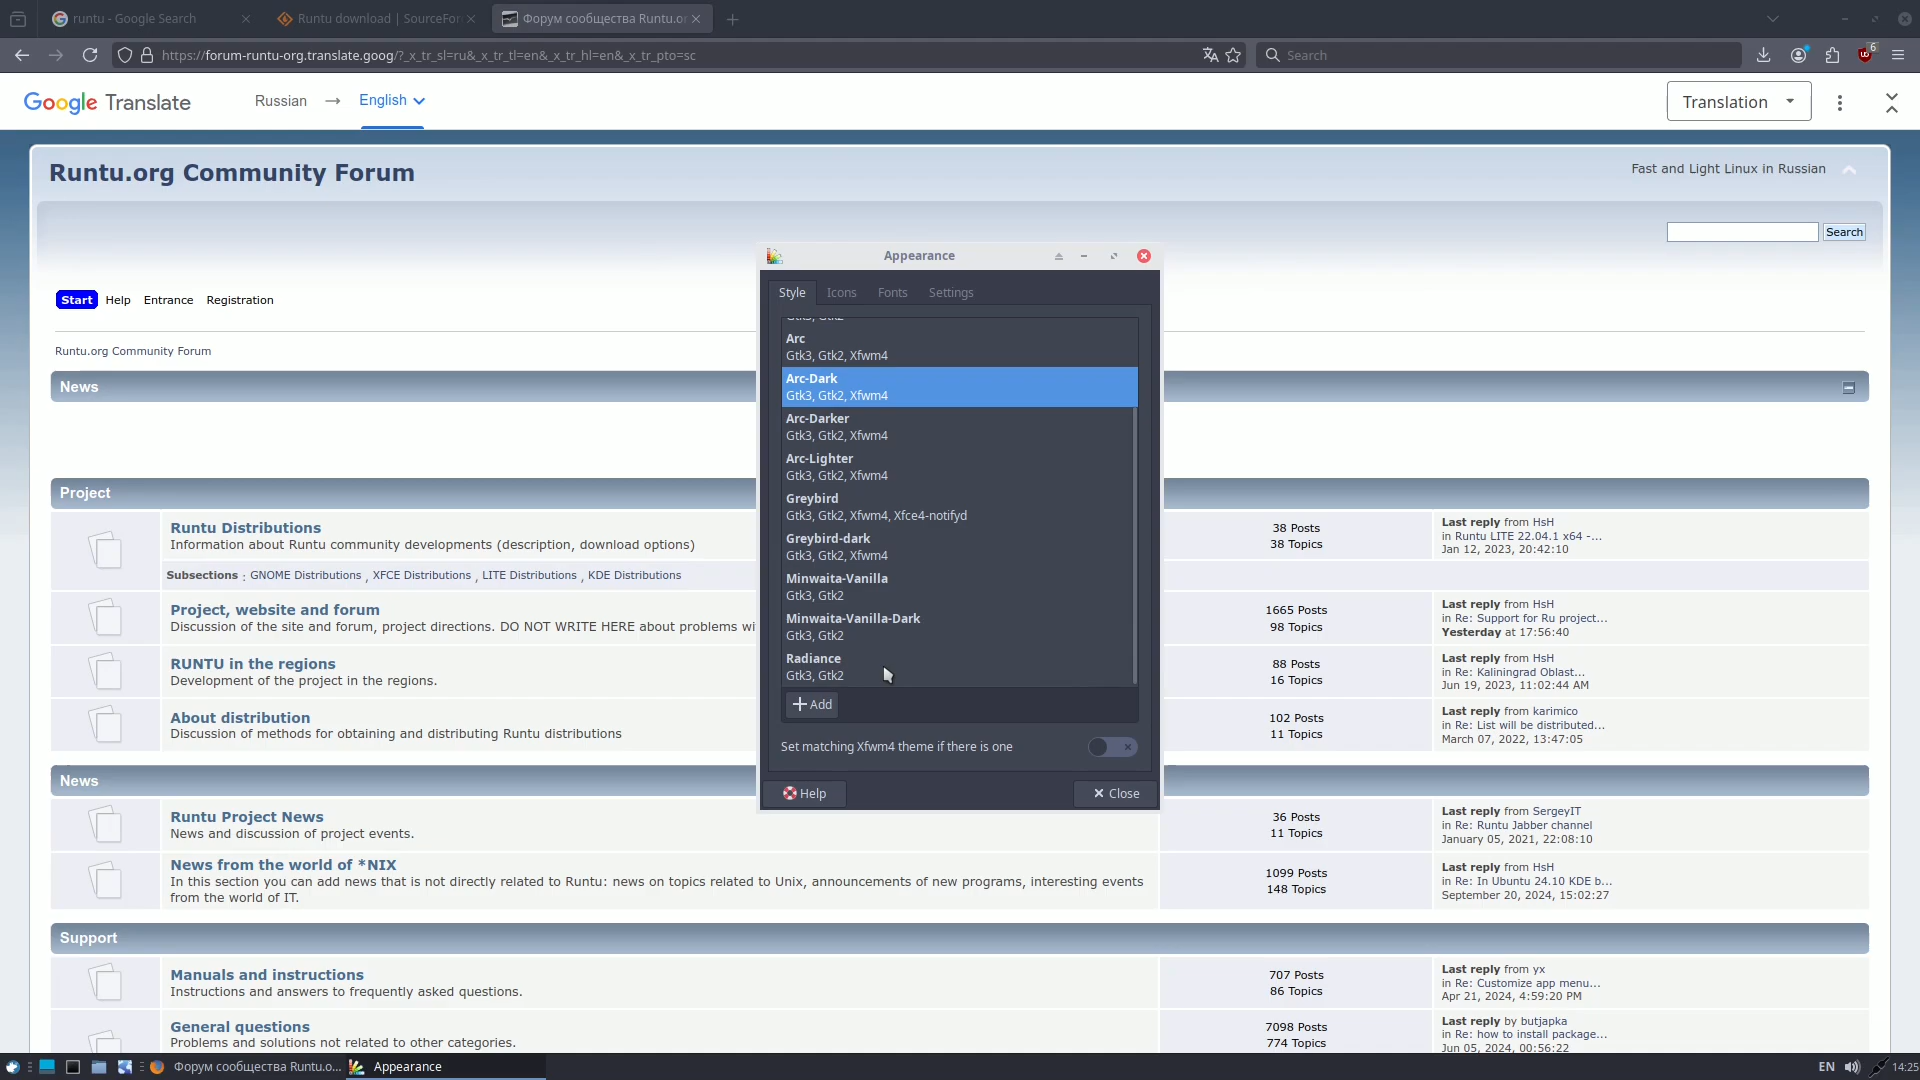 runtu - Google Search
Runtu download | SourceFor
Форум сообщества Runtu.or
https://forum-runtu-org.translate.goog/?_x_tr_sl=ru&_x_tr_tl=en&_x_tr_hl=en&_x_tr_pto=sc
Search
6
Google Translate
Russian → English
Translation
Runtu.org Community Forum
Fast and Light Linux in Russian
Search
Start Help Entrance Registration
Runtu.org Community Forum
News
Project
Runtu Distributions
Information about Runtu community developments (description, download options)
Subsections : GNOME Distributions , XFCE Distributions , LITE Distributions , KDE Distributions
38 Posts
38 Topics
Last reply from HsH
in Runtu LITE 22.04.1 x64 -...
Jan 12, 2023, 20:42:10
Project, website and forum
Discussion of the site and forum, project directions. DO NOT WRITE HERE about problems wi
1665 Posts
98 Topics
Last reply from HsH
in Re: Support for Ru project...
Yesterday at 17:56:40
RUNTU in the regions
Development of the project in the regions.
88 Posts
16 Topics
Last reply from HsH
in Re: Kaliningrad Oblast...
Jun 19, 2023, 11:02:44 AM
About distribution
Discussion of methods for obtaining and distributing Runtu distributions
102 Posts
11 Topics
Last reply from karimico
in Re: List will be distributed...
March 07, 2022, 13:47:05
News
Runtu Project News
News and discussion of project events.
36 Posts
11 Topics
Last reply from SergeyIT
in Re: Runtu Jabber channel
January 05, 2021, 22:08:10
News from the world of *NIX
In this section you can add news that is not directly related to Runtu: news on topics related to Unix, announcements of new programs, interesting events
from the world of IT.
1099 Posts
148 Topics
Last reply from HsH
in Re: In Ubuntu 24.10 KDE b...
September 20, 2024, 15:02:27
Support
Manuals and instructions
Instructions and answers to frequently asked questions.
707 Posts
86 Topics
Last reply from yx
in Re: Customize app menu...
Apr 21, 2024, 4:59:20 PM
General questions
Problems and solutions not related to other categories.
7098 Posts
774 Topics
Last reply by butjapka
in Re: how to install package...
Jun 05, 2024, 00:56:22
Appearance
Style Icons Fonts Settings
Gtk3, Gtk2
Arc
Gtk3, Gtk2, Xfwm4
Arc-Dark
Gtk3, Gtk2, Xfwm4
Arc-Darker
Gtk3, Gtk2, Xfwm4
Arc-Lighter
Gtk3, Gtk2, Xfwm4
Greybird
Gtk3, Gtk2, Xfwm4, Xfce4-notifyd
Greybird-dark
Gtk3, Gtk2, Xfwm4
Minwaita-Vanilla
Gtk3, Gtk2
Minwaita-Vanilla-Dark
Gtk3, Gtk2
Radiance
Gtk3, Gtk2
Add
Set matching Xfwm4 theme if there is one
Help
Close
Форум сообщества Runtu.o...
Appearance
EN
14:25